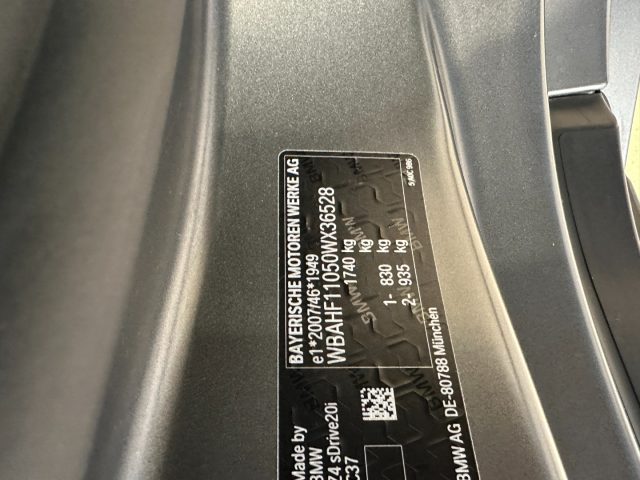 BAYERISCHE MOTOREN WERKE AG
e1*2007/46*1949
WBAHF11050WX36528
1740 kg
kg
1- 830 kg
2- 935 kg
Made by
BMW
Z4 sDrive20i
C37
BMW AG DE-80788 München